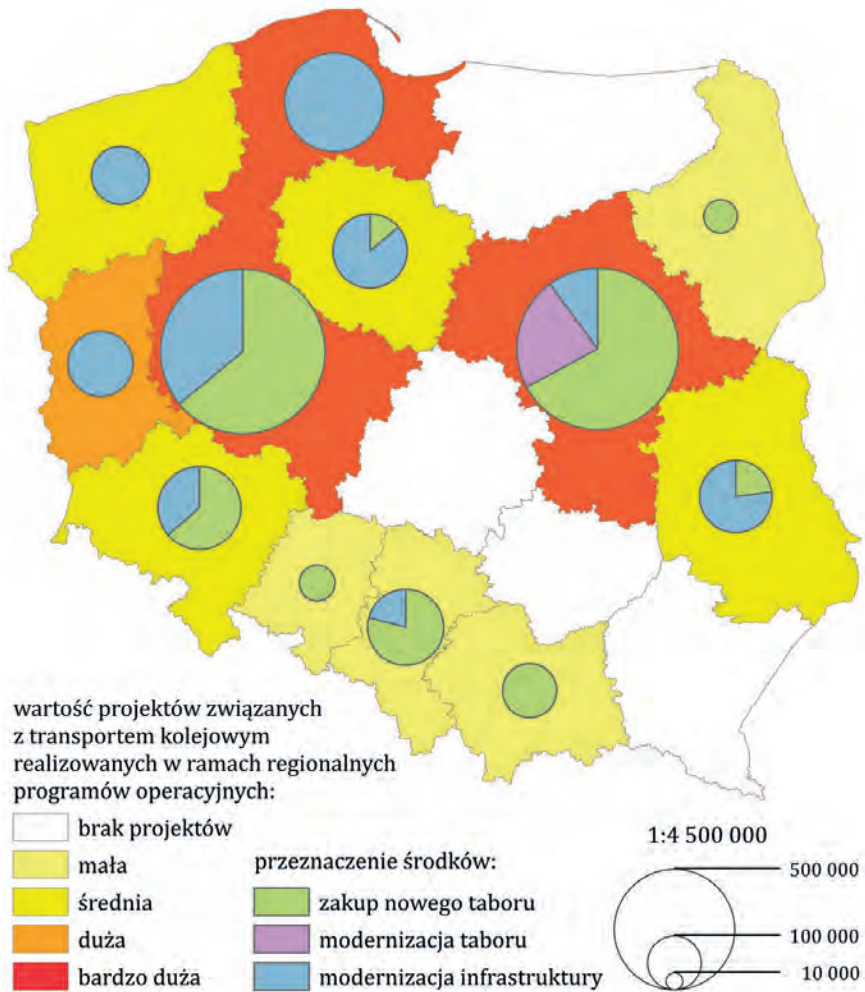 wartość projektów związanych
z transportem kolejowym
realizowanych w ramach regionalnych
programów operacyjnych:
brak projektów
mała
średnia
duża
bardzo duża
przeznaczenie środków:
zakup nowego taboru
modernizacja taboru
modernizacja infrastruktury
1:4 500 000
500 000
100 000
10 000